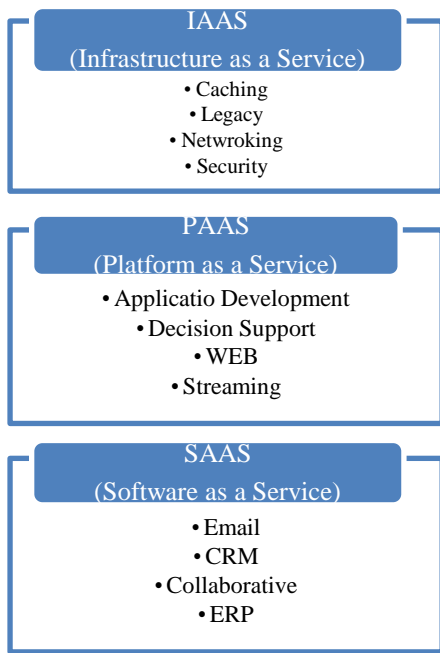 IAAS
(Infrastructure as a Service)
• Caching
• Legacy
• Netwroking
• Security
PAAS
(Platform as a Service)
• Applicatio Development
• Decision Support
• WEB
• Streaming
SAAS
(Software as a Service)
• Email
• CRM
• Collaborative
• ERP